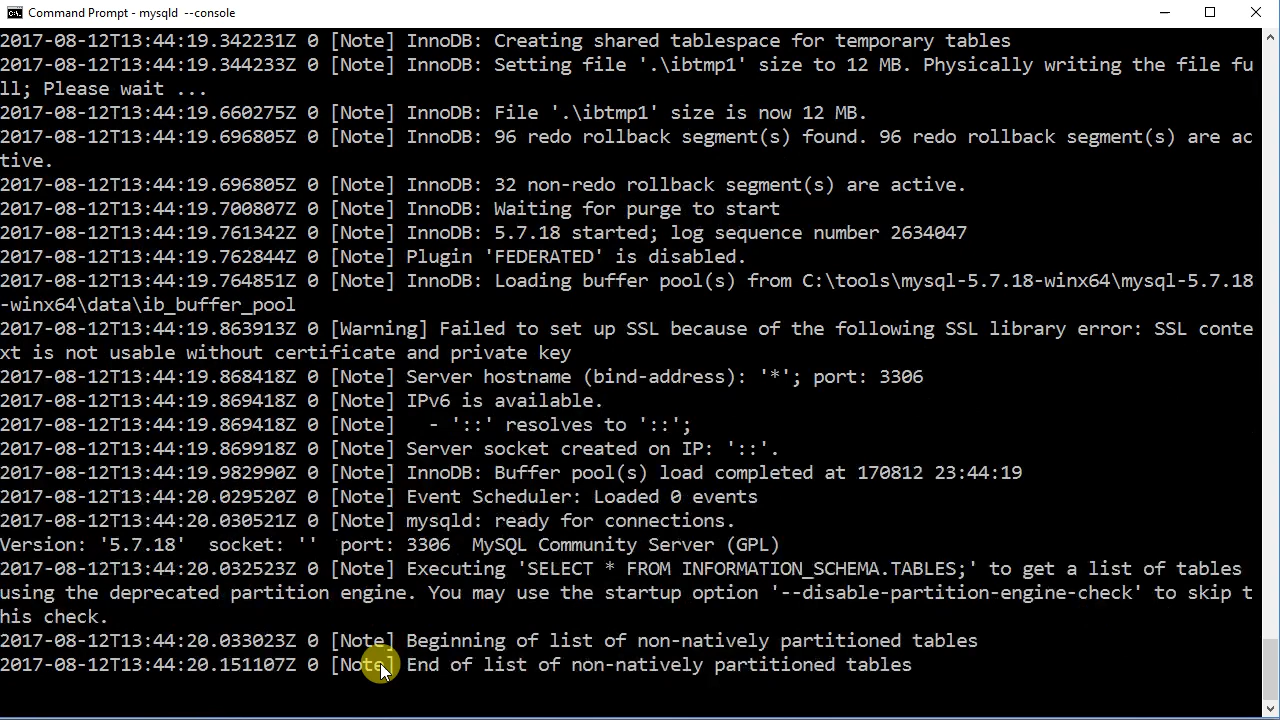 Command Prompt - mysqld  --console
2017-08-12T13:44:19.342231Z 0 [Note] InnoDB: Creating shared tablespace for temporary tables
2017-08-12T13:44:19.344233Z 0 [Note] InnoDB: Setting file '.\ibtmp1' size to 12 MB. Physically writing the file fu
ll; Please wait ...
2017-08-12T13:44:19.660275Z 0 [Note] InnoDB: File '.\ibtmp1' size is now 12 MB.
2017-08-12T13:44:19.696805Z 0 [Note] InnoDB: 96 redo rollback segment(s) found. 96 redo rollback segment(s) are ac
tive.
2017-08-12T13:44:19.696805Z 0 [Note] InnoDB: 32 non-redo rollback segment(s) are active.
2017-08-12T13:44:19.700807Z 0 [Note] InnoDB: Waiting for purge to start
2017-08-12T13:44:19.761342Z 0 [Note] InnoDB: 5.7.18 started; log sequence number 2634047
2017-08-12T13:44:19.762844Z 0 [Note] Plugin 'FEDERATED' is disabled.
2017-08-12T13:44:19.764851Z 0 [Note] InnoDB: Loading buffer pool(s) from C:\tools\mysql-5.7.18-winx64\mysql-5.7.18
-winx64\data\ib_buffer_pool
2017-08-12T13:44:19.863913Z 0 [Warning] Failed to set up SSL because of the following SSL library error: SSL conte
xt is not usable without certificate and private key
2017-08-12T13:44:19.868418Z 0 [Note] Server hostname (bind-address): '*'; port: 3306
2017-08-12T13:44:19.869418Z 0 [Note] IPv6 is available.
2017-08-12T13:44:19.869418Z 0 [Note]   - '::' resolves to '::';
2017-08-12T13:44:19.869918Z 0 [Note] Server socket created on IP: '::'.
2017-08-12T13:44:19.982990Z 0 [Note] InnoDB: Buffer pool(s) load completed at 170812 23:44:19
2017-08-12T13:44:20.029520Z 0 [Note] Event Scheduler: Loaded 0 events
2017-08-12T13:44:20.030521Z 0 [Note] mysqld: ready for connections.
Version: '5.7.18'  socket: ''  port: 3306  MySQL Community Server (GPL)
2017-08-12T13:44:20.032523Z 0 [Note] Executing 'SELECT * FROM INFORMATION_SCHEMA.TABLES;' to get a list of tables
using the deprecated partition engine. You may use the startup option '--disable-partition-engine-check' to skip t
his check.
2017-08-12T13:44:20.033023Z 0 [Note] Beginning of list of non-natively partitioned tables
2017-08-12T13:44:20.151107Z 0 [Note] End of list of non-natively partitioned tables